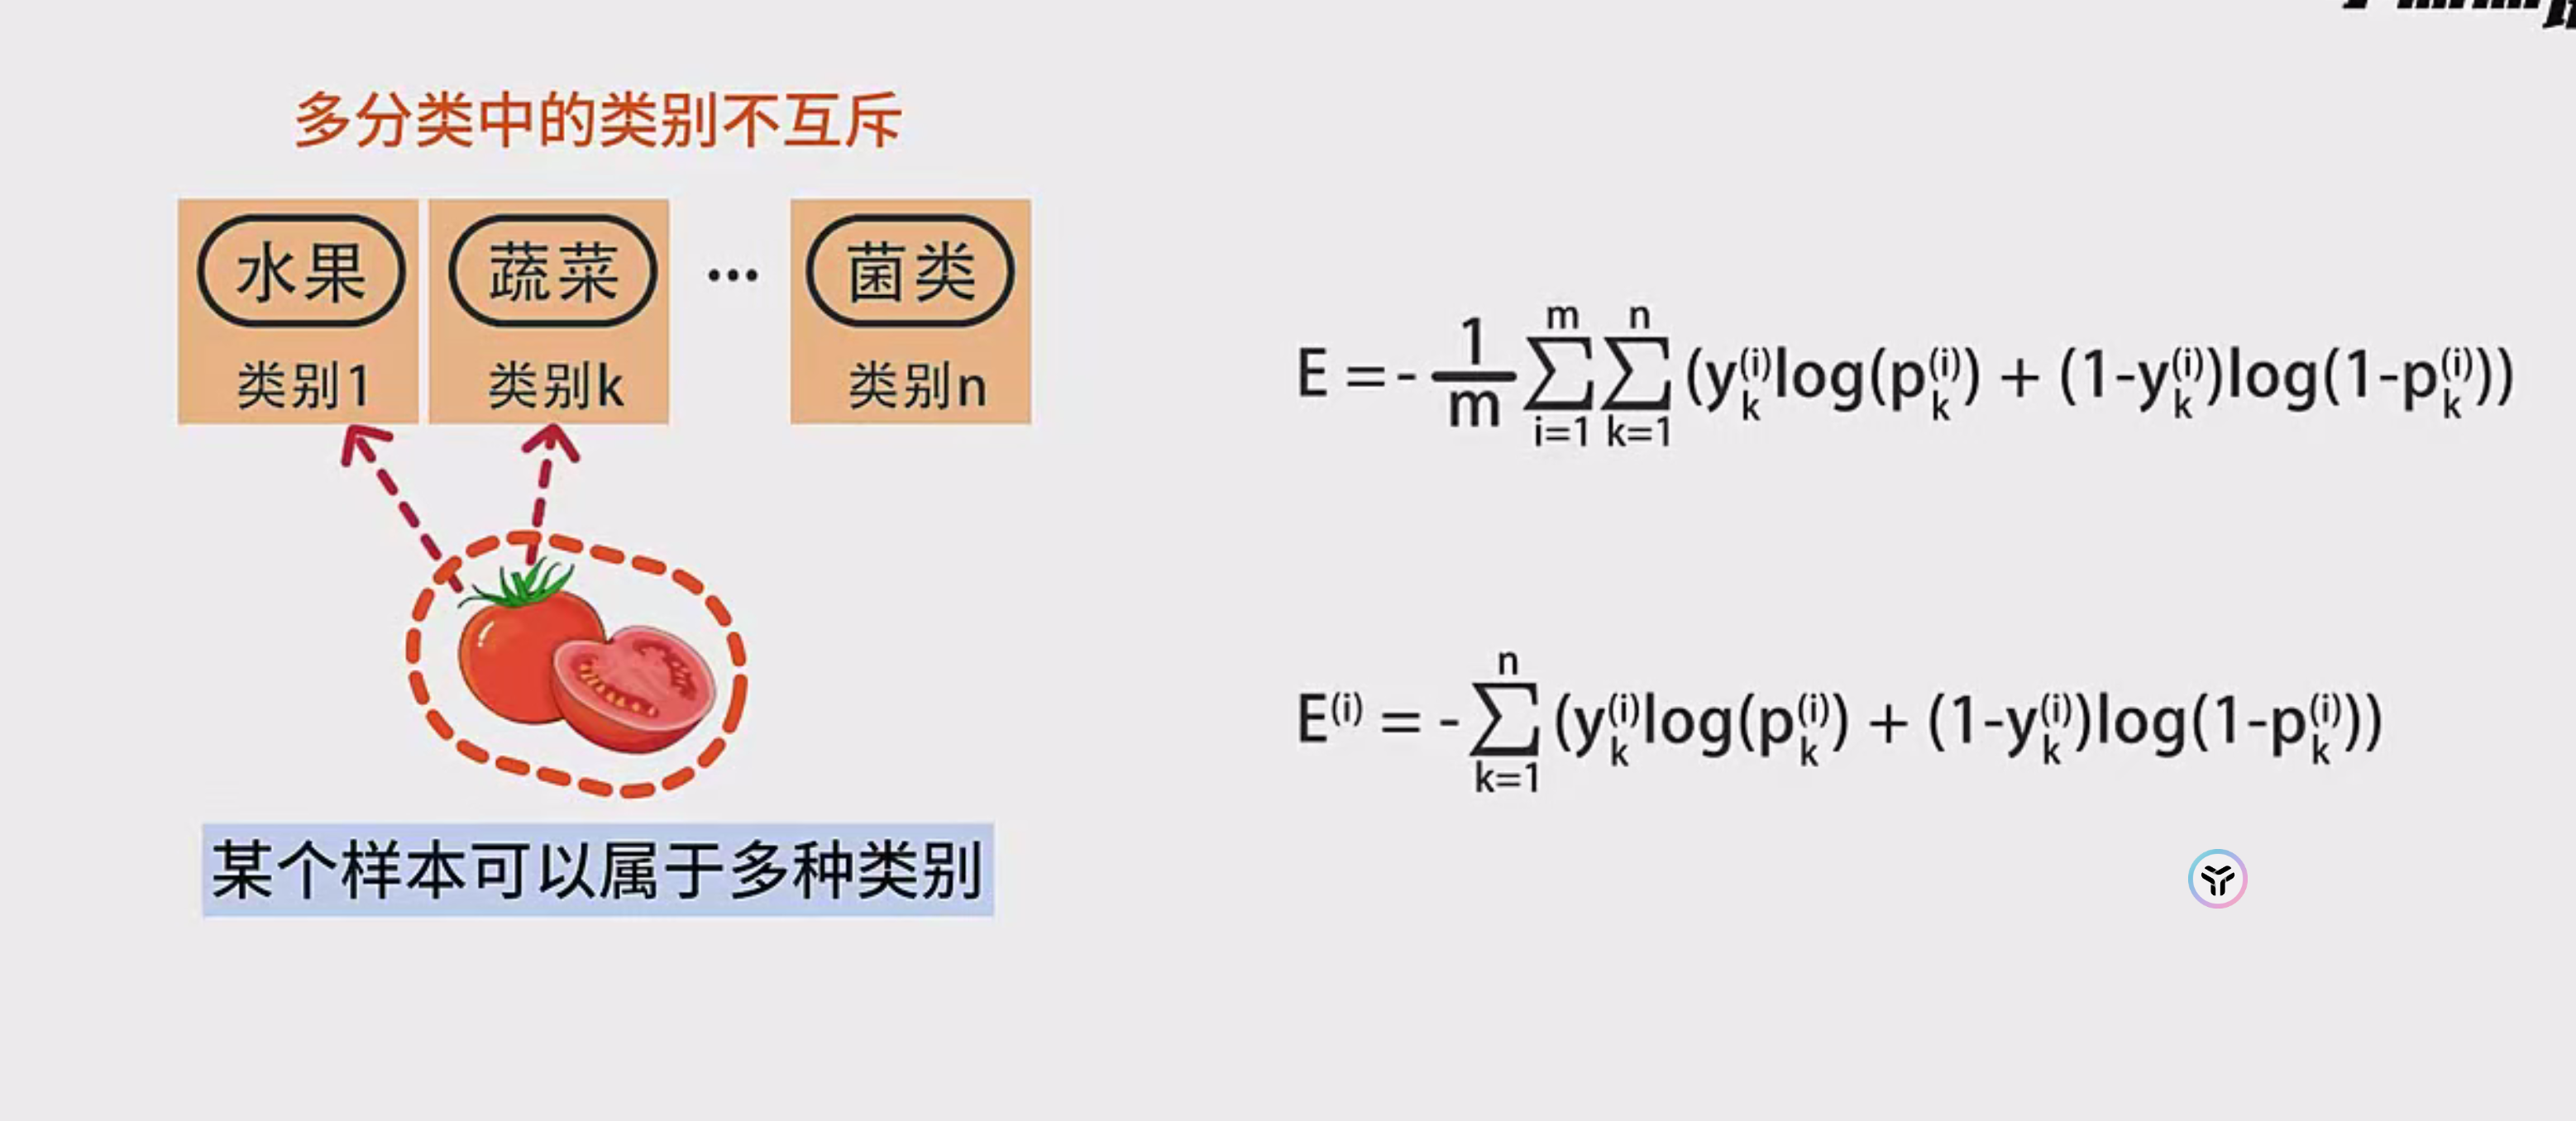 多分类中的类别不互斥
水果 蔬菜 ... 菌类
类别1 类别k 类别n
某个样本可以属于多种类别
E = - \frac{1}{m} \sum_{i=1}^{m} \sum_{k=1}^{n} (y_k^{(i)} log(p_k^{(i)}) + (1-y_k^{(i)})log(1-p_k^{(i)}))
E^{(i)} = - \sum_{k=1}^{n} (y_k^{(i)} log(p_k^{(i)}) + (1-y_k^{(i)})log(1-p_k^{(i)}))